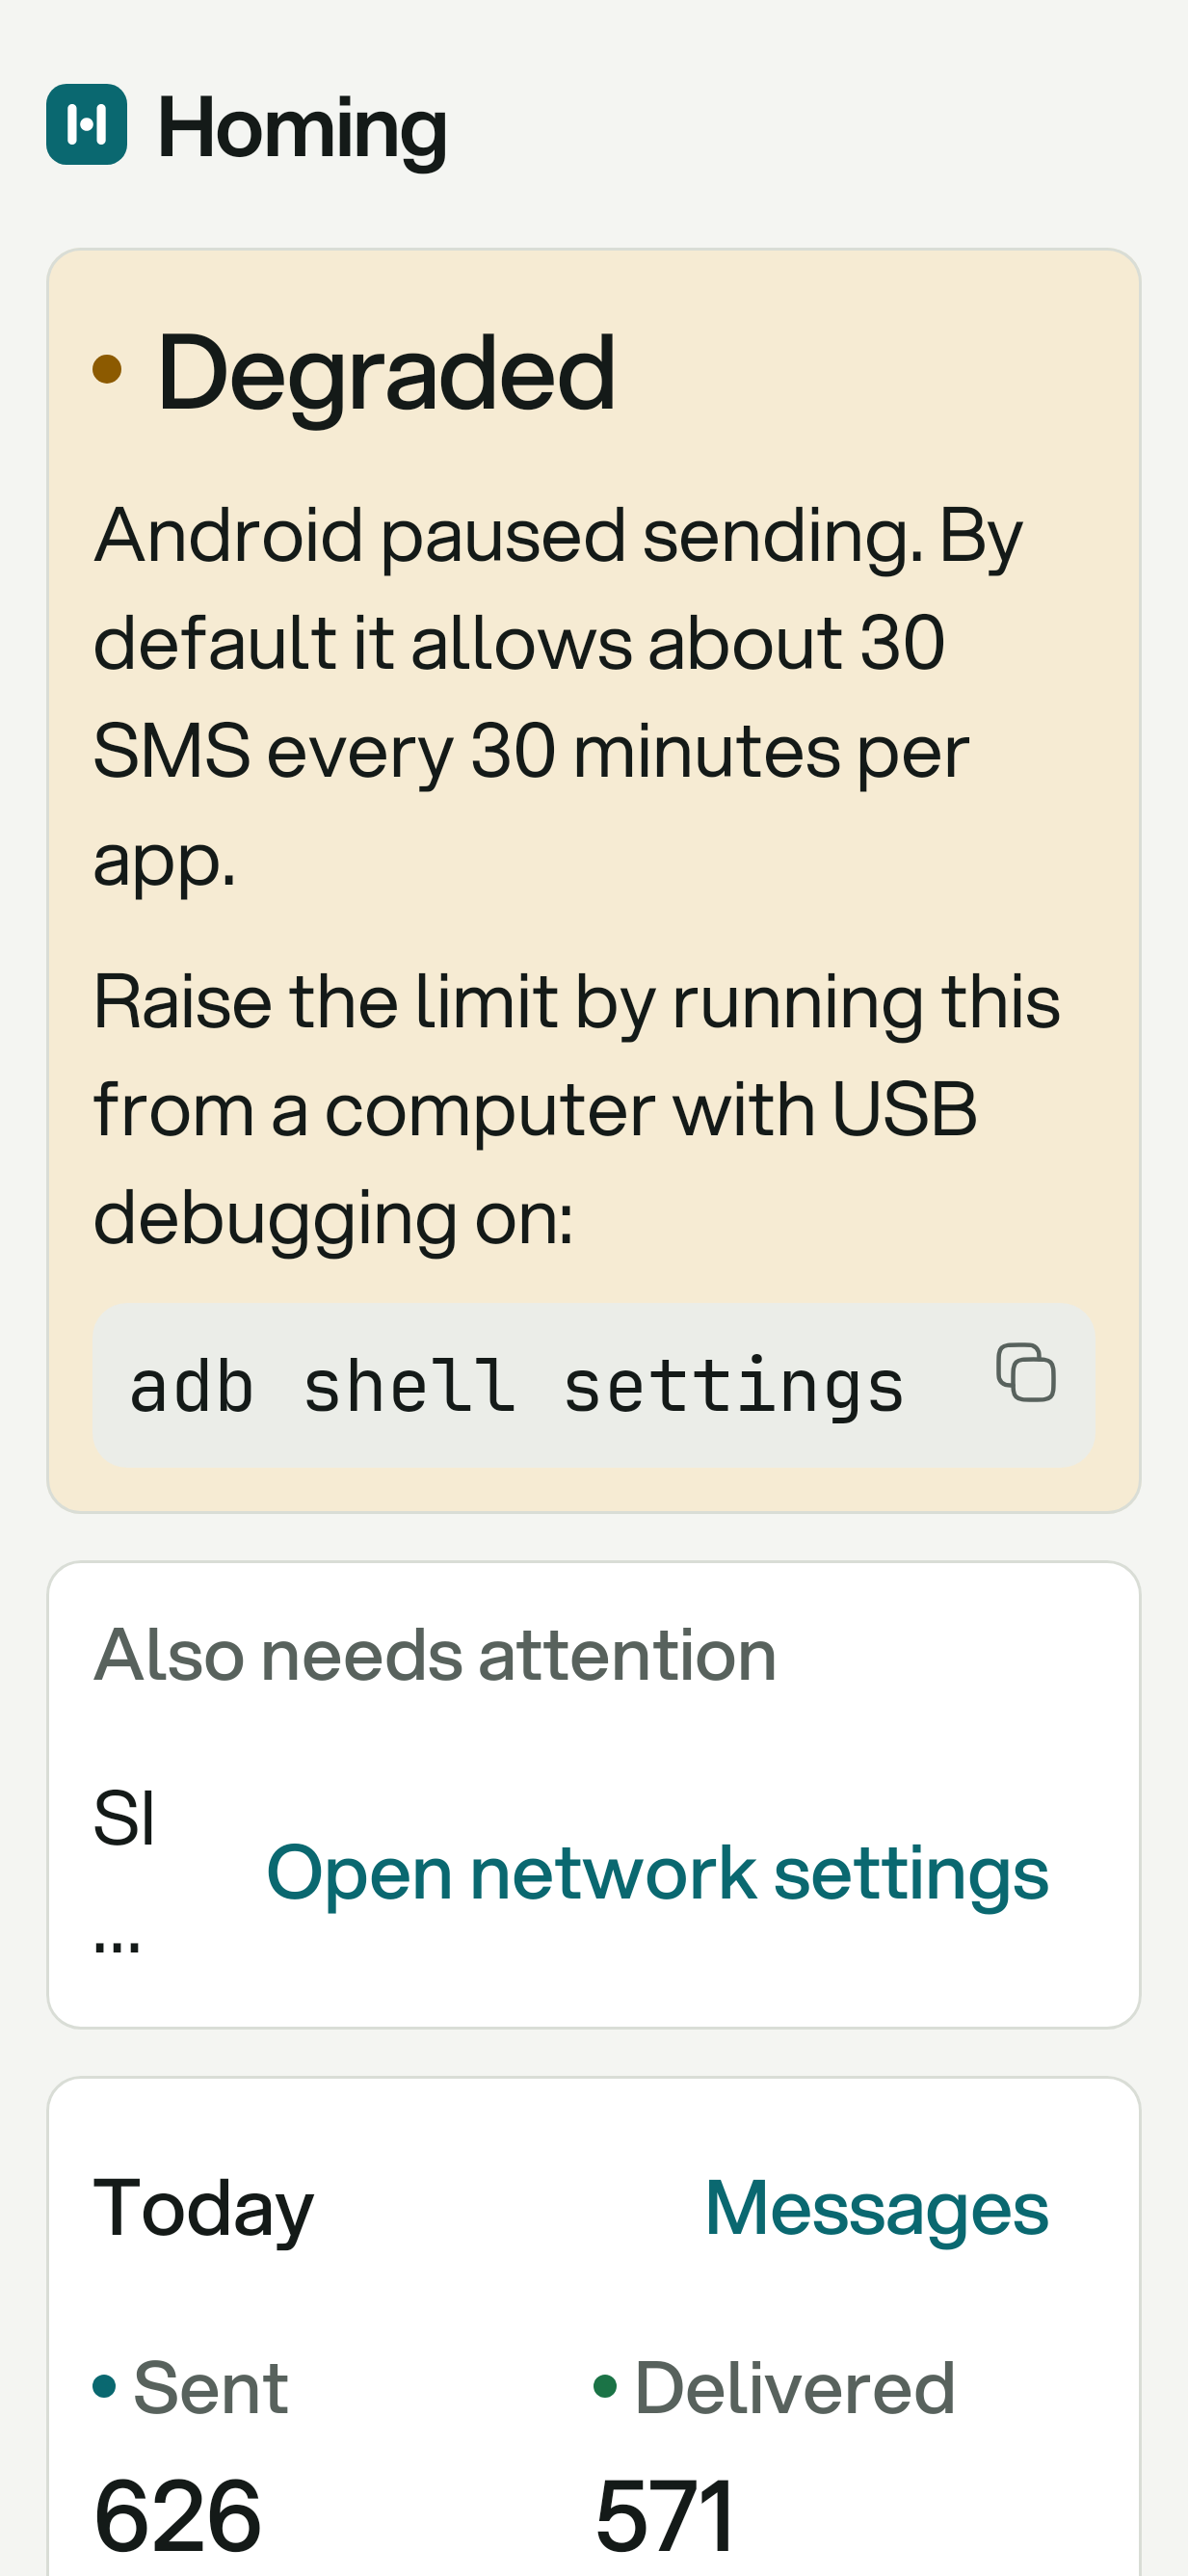 Homing
Degraded
Android paused sending. By
default it allows about 30
SMS every 30 minutes per
app.
Raise the limit by running this
from a computer with USB
debugging on:
adb shell settings
Also needs attention
SI
...
Open network settings
Today
Messages
Sent
Delivered
626
571